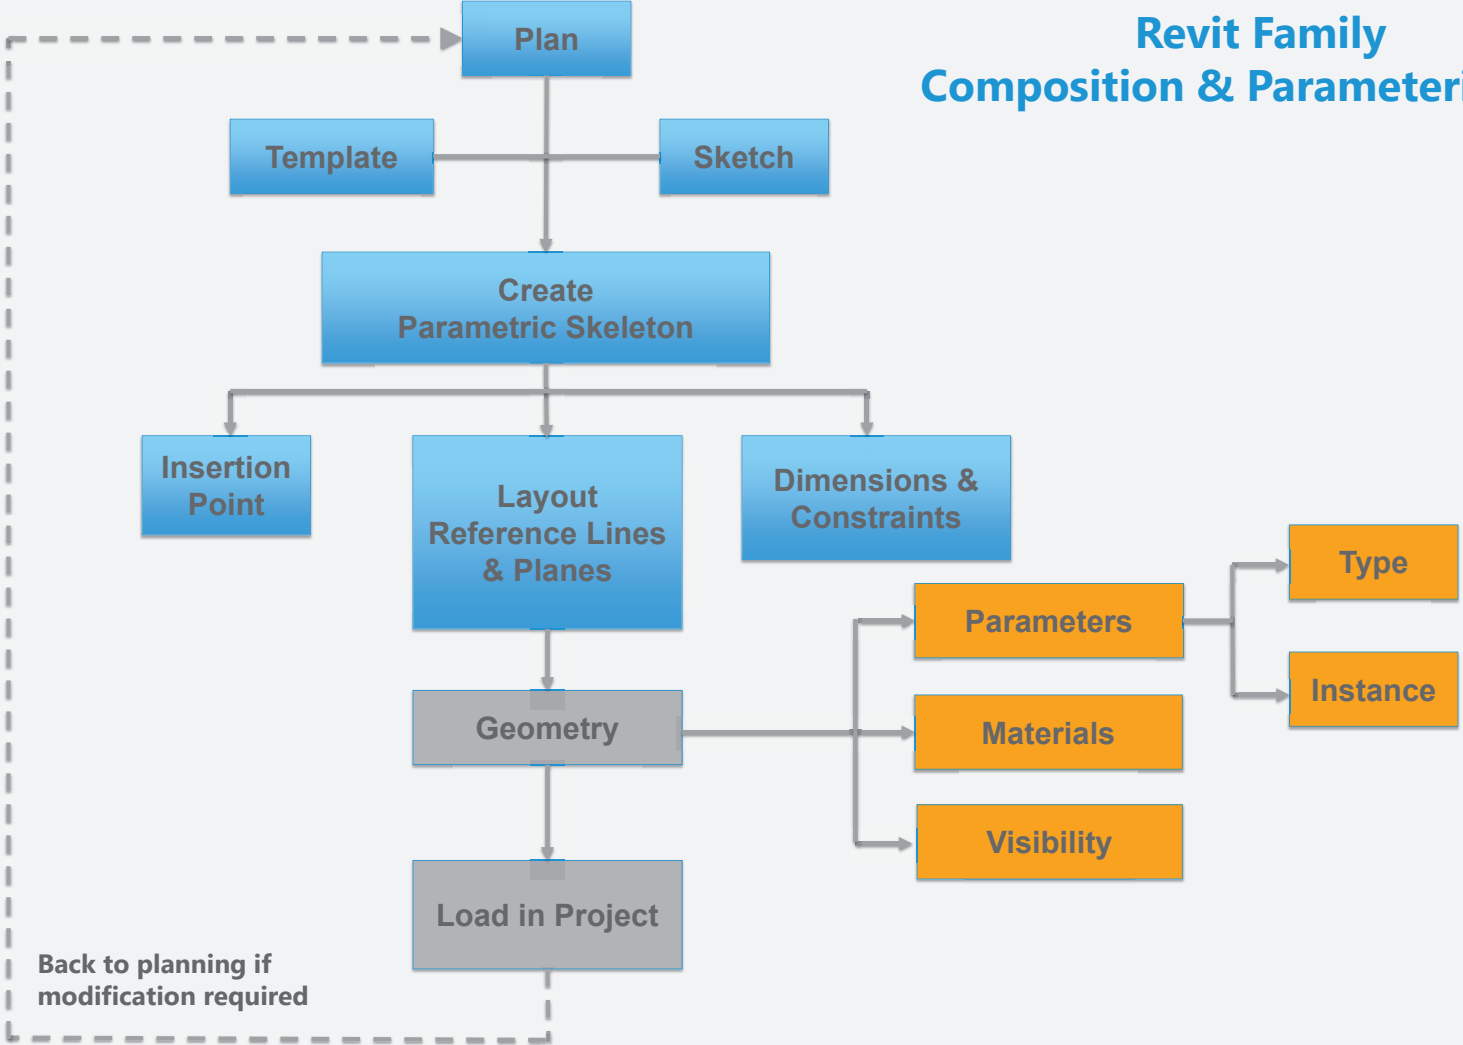 Revit Family
Composition & Parameteri
Plan
Template
Sketch
Create
Parametric Skeleton
Insertion
Point
Layout
Reference Lines
& Planes
Dimensions &
Constraints
Type
Parameters
Instance
Geometry
Materials
Visibility
Load in Project
Back to planning if
modification required